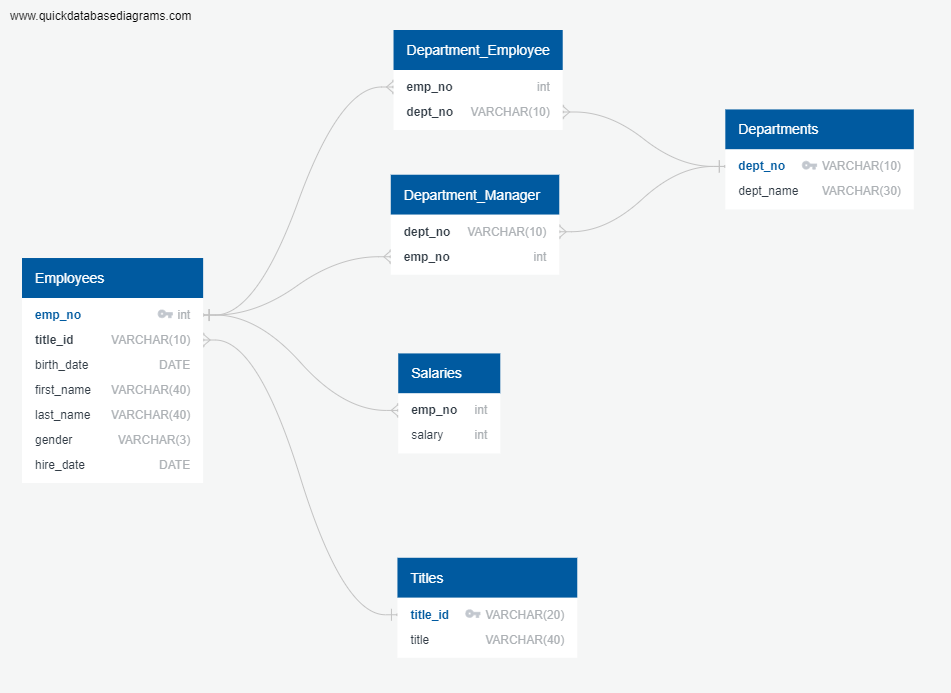 www.quickdatabasediagrams.com
Department_Employee
emp_no int
dept_no VARCHAR(10)
Departments
dept_no VARCHAR(10)
dept_name VARCHAR(30)
Department_Manager
dept_no VARCHAR(10)
emp_no int
Employees
emp_no int
title_id VARCHAR(10)
birth_date DATE
first_name VARCHAR(40)
last_name VARCHAR(40)
gender VARCHAR(3)
hire_date DATE
Salaries
emp_no int
salary int
Titles
title_id VARCHAR(20)
title VARCHAR(40)